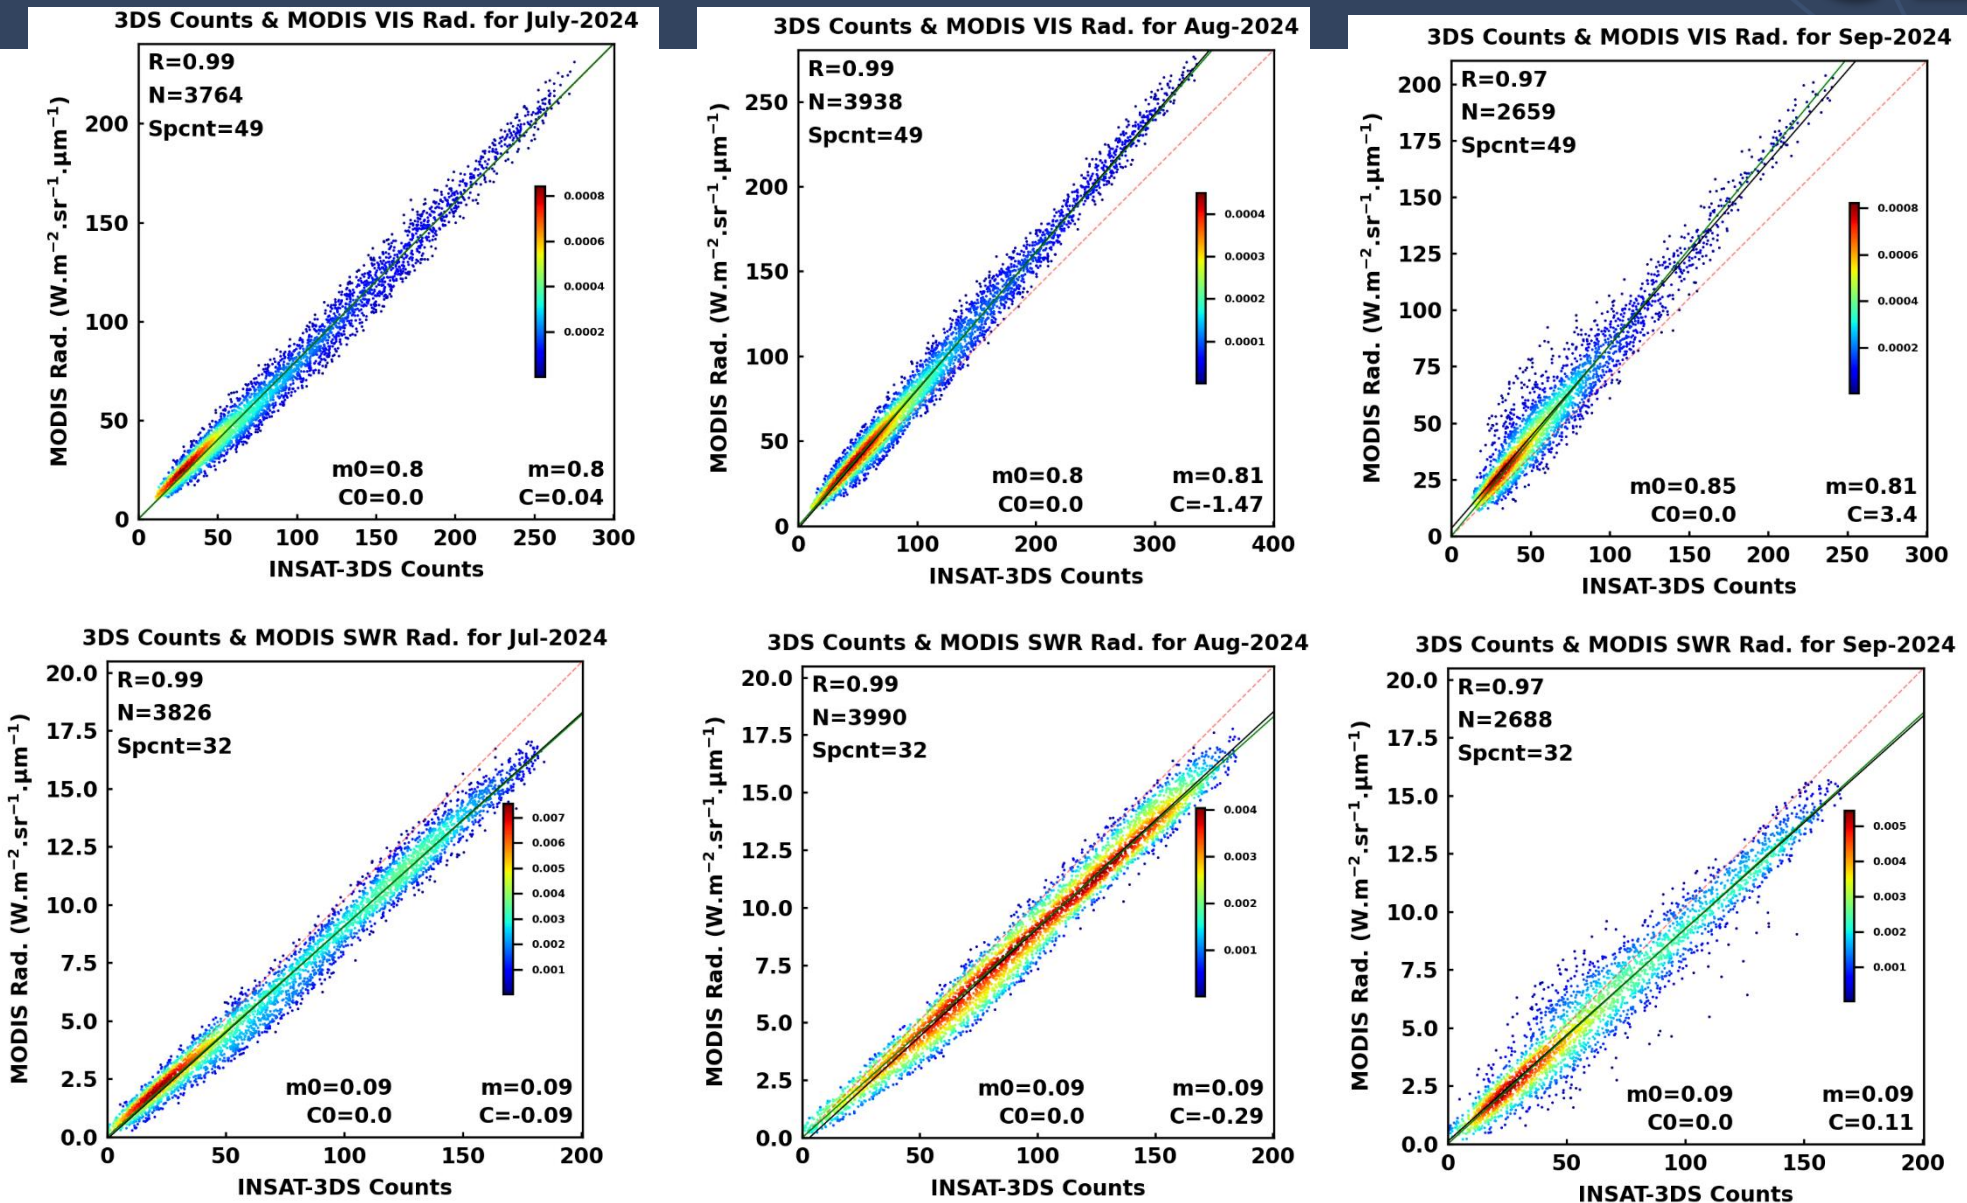 3DS Counts & MODIS VIS Rad. for July-2024
R=0.99
N=3764
Spcnt=49
MODIS Rad. (W.m⁻².sr⁻¹.μm⁻¹)
200
150
100
50
0
0.0008
0.0006
0.0004
0.0002
m0=0.8 m=0.8
C0=0.0 C=0.04
0 50 100 150 200 250 300
INSAT-3DS Counts
3DS Counts & MODIS VIS Rad. for Aug-2024
R=0.99
N=3938
Spcnt=49
MODIS Rad. (W.m⁻².sr⁻¹.μm⁻¹)
250
200
150
100
50
0
0.0004
0.0003
0.0002
0.0001
m0=0.8 m=0.81
C0=0.0 C=-1.47
0 100 200 300 400
INSAT-3DS Counts
3DS Counts & MODIS VIS Rad. for Sep-2024
R=0.97
N=2659
Spcnt=49
MODIS Rad. (W.m⁻².sr⁻¹.μm⁻¹)
200
175
150
125
100
75
50
25
0
0.0008
0.0006
0.0004
0.0002
m0=0.85 m=0.81
C0=0.0 C=3.4
0 50 100 150 200 250 300
INSAT-3DS Counts
3DS Counts & MODIS SWR Rad. for Jul-2024
R=0.99
N=3826
Spcnt=32
MODIS Rad. (W.m⁻².sr⁻¹.μm⁻¹)
20.0
17.5
15.0
12.5
10.0
7.5
5.0
2.5
0.0
0.007
0.006
0.005
0.004
0.003
0.002
0.001
m0=0.09 m=0.09
C0=0.0 C=-0.09
0 50 100 150 200
INSAT-3DS Counts
3DS Counts & MODIS SWR Rad. for Aug-2024
R=0.99
N=3990
Spcnt=32
MODIS Rad. (W.m⁻².sr⁻¹.μm⁻¹)
20.0
17.5
15.0
12.5
10.0
7.5
5.0
2.5
0.0
0.004
0.003
0.002
0.001
m0=0.09 m=0.09
C0=0.0 C=-0.29
0 50 100 150 200
INSAT-3DS Counts
3DS Counts & MODIS SWR Rad. for Sep-2024
R=0.97
N=2688
Spcnt=32
MODIS Rad. (W.m⁻².sr⁻¹.μm⁻¹)
20.0
17.5
15.0
12.5
10.0
7.5
5.0
2.5
0.0
0.005
0.004
0.003
0.002
0.001
m0=0.09 m=0.09
C0=0.0 C=0.11
0 50 100 150 200
INSAT-3DS Counts